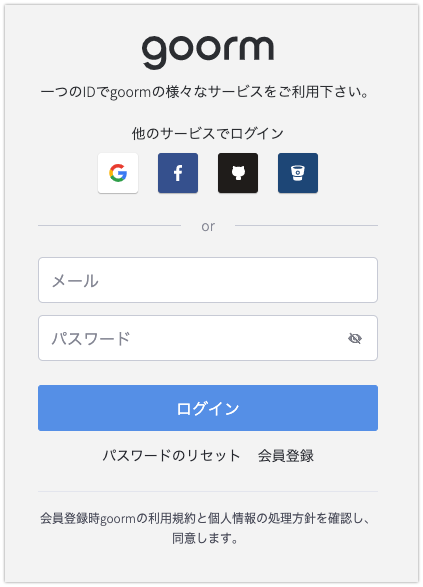 goorm
一つのIDでgoormの様々なサービスをご利用下さい。
他のサービスでログイン
or
メール
パスワード
ログイン
パスワードのリセット 会員登録
会員登録時goormの利用規約と個人情報の処理方針を確認し、
同意します。